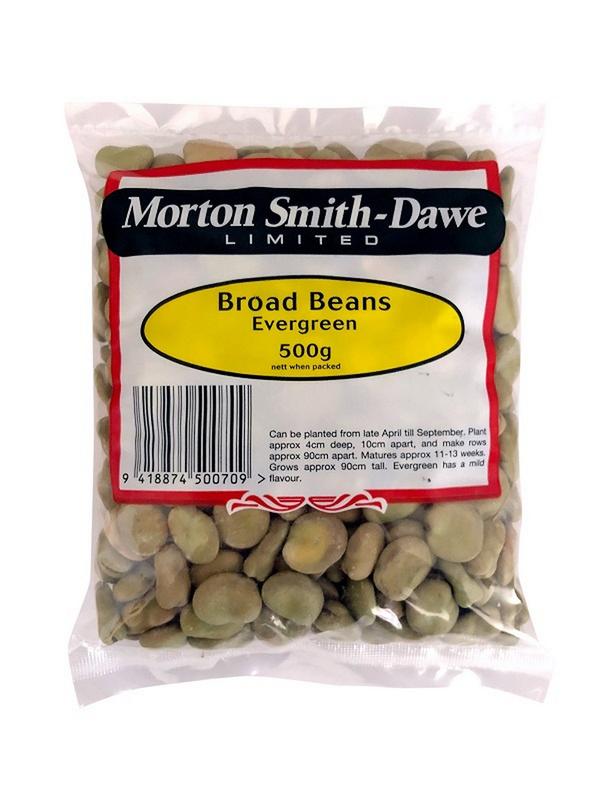 Morton Smith-Dawe
LIMITED
Broad Beans
Evergreen
500g
nett when packed
Can be planted from late April till September. Plant
approx 4cm deep, 10cm apart, and make rows
approx 90cm apart. Matures approx 11-13 weeks.
Grows approx 90cm tall. Evergreen has a mild
flavour.
9 418874 500709 >